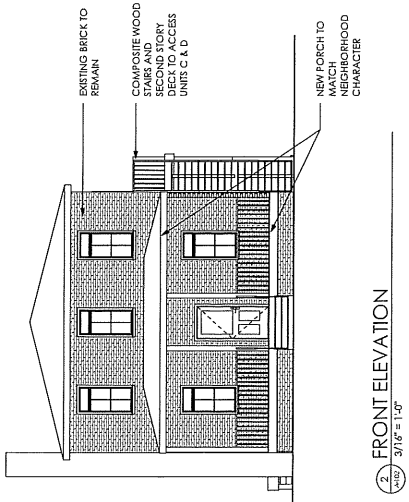 EXISTING BRICK TO
REMAIN
COMPOSITE WOOD
STAIRS AND
SECOND STORY
DECK TO ACCESS
UNITS C & D
NEW PORCH TO
MATCH
NEIGHBORHOOD
CHARACTER
2
A-102
FRONT ELEVATION
3/16" = 1'-0"